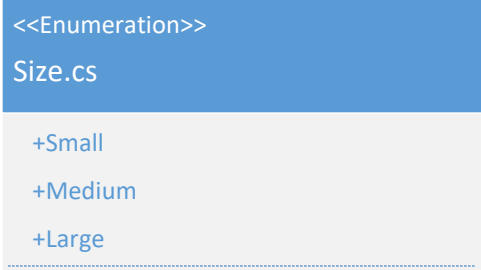 <<Enumeration>>
Size.cs
+Small
+Medium
+Large